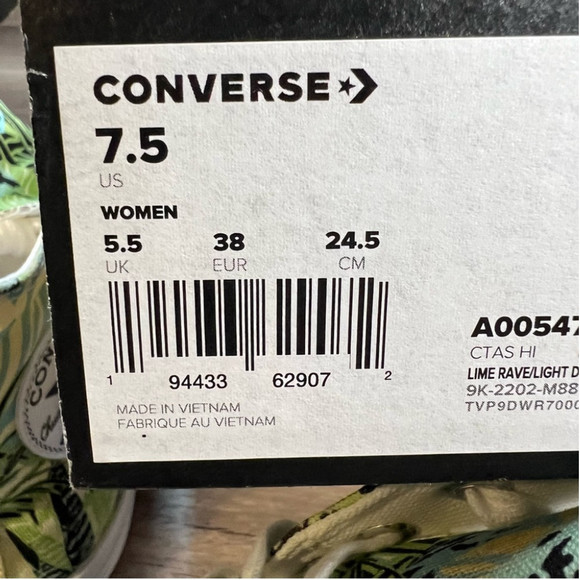 CONVERSE
7.5
US
WOMEN
5.5 38 24.5
UK EUR CM
1 94433 62907 2
MADE IN VIETNAM
FABRIQUE AU VIETNAM
A00547
CTAS HI
LIME RAVE/LIGHT D
9K-2202-M88
TVP9DWR7000
CON